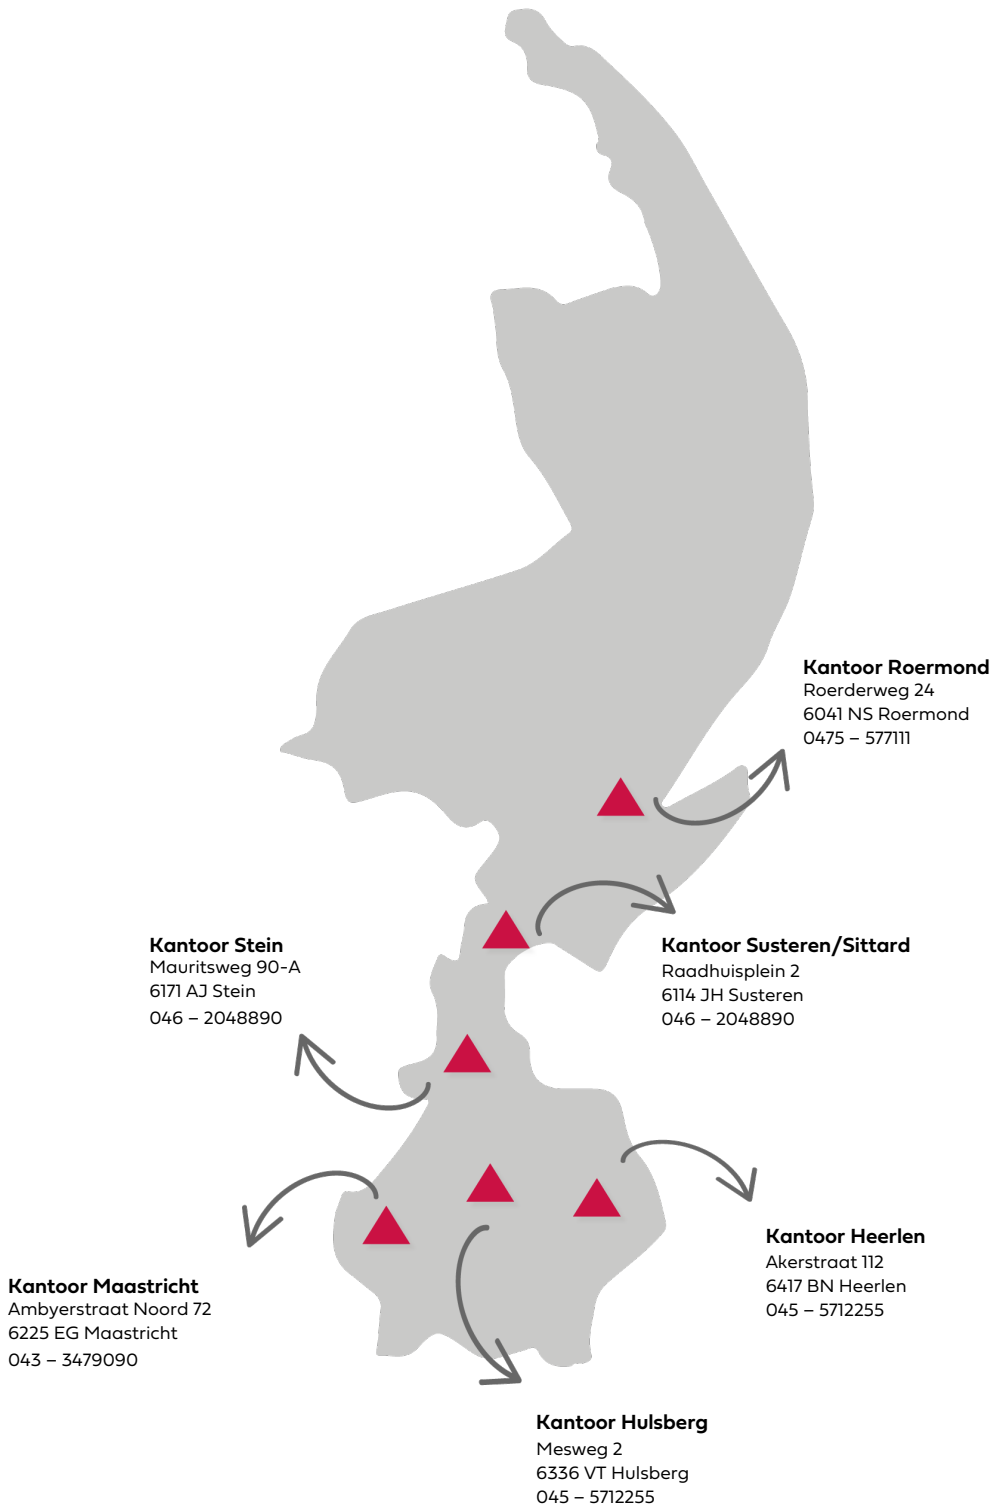 Kantoor Roermond
Roerderweg 24
6041 NS Roermond
0475 – 577111
Kantoor Stein
Mauritsweg 90-A
6171 AJ Stein
046 – 2048890
Kantoor Susteren/Sittard
Raadhuisplein 2
6114 JH Susteren
046 – 2048890
Kantoor Heerlen
Akerstraat 112
6417 BN Heerlen
045 – 5712255
Kantoor Maastricht
Ambyerstraat Noord 72
6225 EG Maastricht
043 – 3479090
Kantoor Hulsberg
Mesweg 2
6336 VT Hulsberg
045 – 5712255